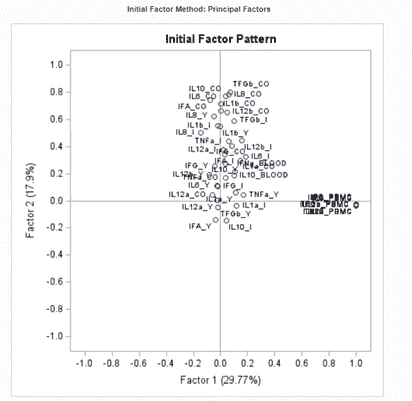 Initial Factor Method: Principal Factors
Initial Factor Pattern
1.0
0.8
IL10_CO TFGb_CO
IL6_CO IL8_CO
IFA_CO IL1b_CO
IL12b_CO
0.6
IL8_Y TFGb_I
IL1b_I
IL8_I IL1b_Y
TNFa_I
0.4
IL12a_I IL12b_I
IL6_I
IFG_Y BLOOD
0.2
IL10_BLOOD
IL6_Y IFG_I
IL12a_CO TNFa_Y
0.0
IL12a_Y IL1a_I
TFGb_Y
IFA_Y IL10_I
PBMC
-0.2
-0.4
-0.6
-0.8
-1.0
Factor 2 (17.9%)
-1.0 -0.8 -0.6 -0.4 -0.2 0.0 0.2 0.4 0.6 0.8 1.0
Factor 1 (29.77%)